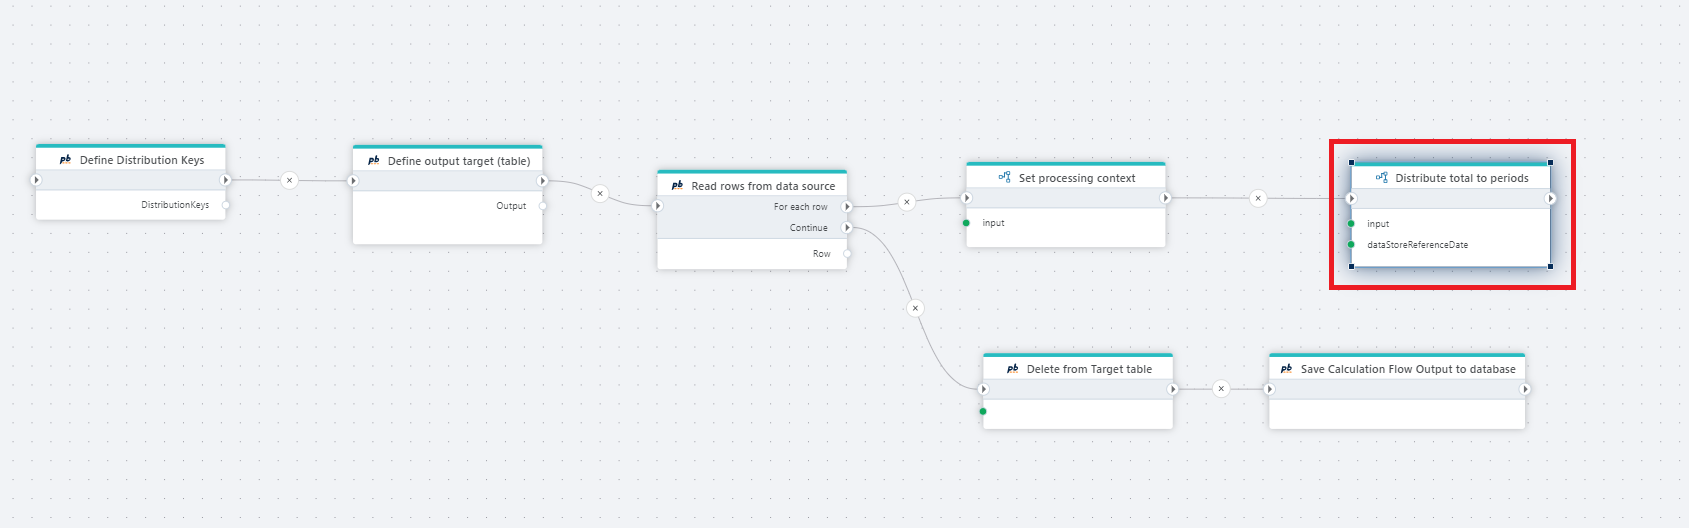 pb Define Distribution Keys
DistributionKeys
pb Define output target (table)
Output
pb Read rows from data source
For each row
Continue
Row
Set processing context
input
Distribute total to periods
input
dataStoreReferenceDate
pb Delete from Target table
pb Save Calculation Flow Output to database